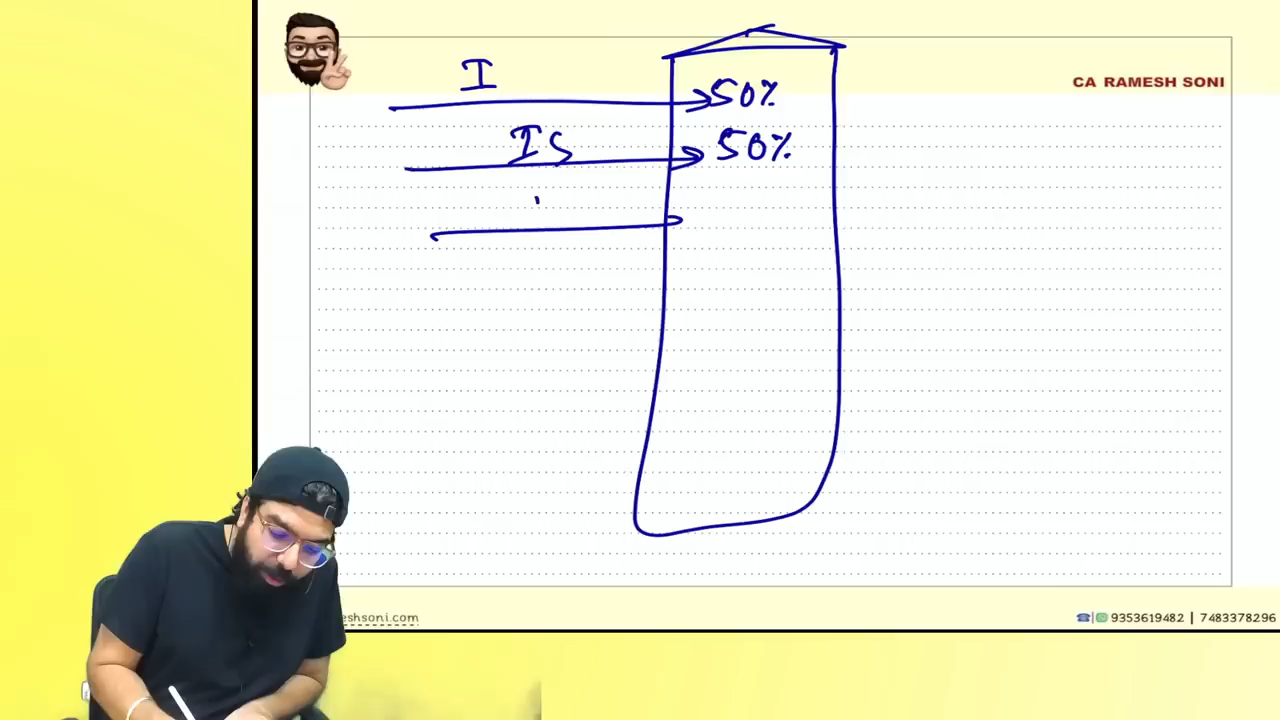 CA RAMESH SONI
I
50%
IS
50%
eshsoni.com
9353619482 | 7483378296